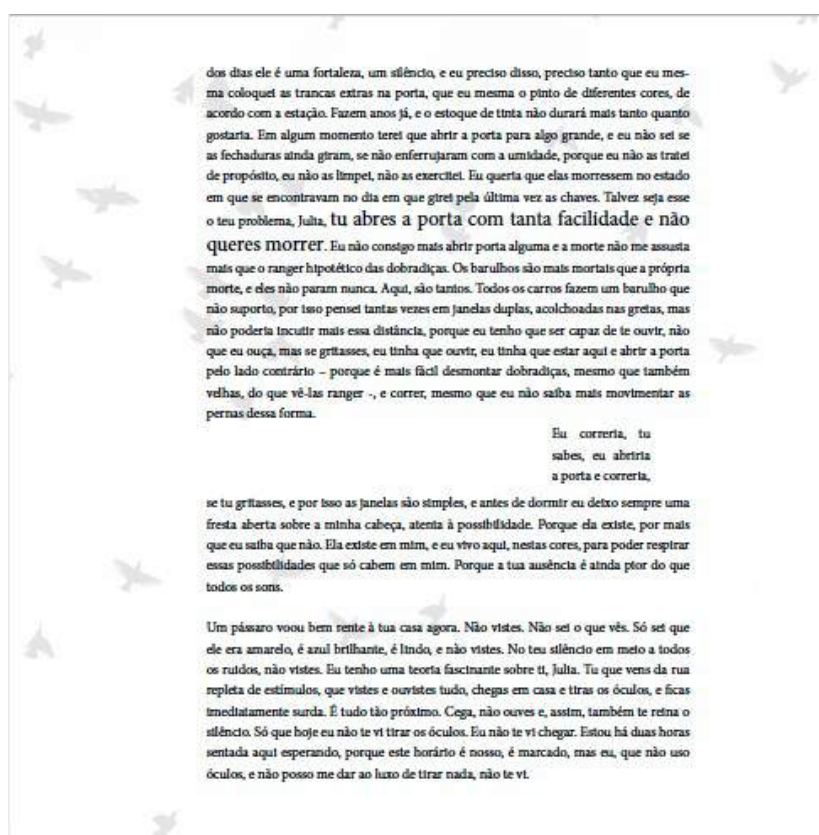 dos dias ele é uma fortaleza, um silêncio, e eu preciso disso, preciso tanto que eu mes-
ma coloquei as trancas extras na porta, que eu mesma o pinto de diferentes cores, de
acordo com a estação. Fazem anos já, e o estoque de tinta não durará mais tanto quanto
gostaria. Em algum momento terei que abrir a porta para algo grande, e eu não sei se
as fechaduras ainda giram, se não enferrujaram com a umidade, porque eu não as tratei
de propósito, eu não as limpei, não as exercitei. Eu queria que elas morressem no estado
em que se encontravam no dia em que girei pela última vez as chaves. Talvez seja esse
o teu problema, Julia, tu abres a porta com tanta facilidade e não
queres morrer. Eu não consigo mais abrir porta alguma e a morte não me assusta
mais que o ranger hipotético das dobradiças. Os barulhos são mais mortais que a própria
morte, e eles não param nunca. Aqui, são tantos. Todos os carros fazem um barulho que
não suporto, por isso pensei tantas vezes em janelas duplas, acolchoadas nas gretas, mas
não poderia incutir mais essa distância, porque eu tenho que ser capaz de te ouvir, não
que eu ouça, mas se gritasses, eu tinha que ouvir, eu tinha que estar aqui e abrir a porta
pelo lado contrário – porque é mais fácil desmontar dobradiças, mesmo que também
velhas, do que vê-las ranger -, e correr, mesmo que eu não saiba mais movimentar as
pernas dessa forma.
Eu correria, tu
sabes, eu abriria
a porta e correria,
se tu gritasses, e por isso as janelas são simples, e antes de dormir eu deixo sempre uma
fresta aberta sobre a minha cabeça, atenta à possibilidade. Porque ela existe, por mais
que eu saiba que não. Ela existe em mim, e eu vivo aqui, nestas cores, para poder respirar
essas possibilidades que só cabem em mim. Porque a tua ausência é ainda pior do que
todos os sons.
Um pássaro voou bem rente à tua casa agora. Não vistes. Não sei o que vês. Só sei que
ele era amarelo, é azul brilhante, é lindo, e não vistes. No teu silêncio em meio a todos
os ruídos, não vistes. Eu tenho uma teoria fascinante sobre ti, Julia. Tu que vens da rua
repleta de estímulos, que vistes e ouvistes tudo, chegas em casa e tiras os óculos, e ficas
imediatamente surda. É tudo tão próximo. Cega, não ouves e, assim, também te reina o
silêncio. Só que hoje eu não te vi tirar os óculos. Eu não te vi chegar. Estou há duas horas
sentada aqui esperando, porque este horário é nosso, é marcado, mas eu, que não uso
óculos, e não posso me dar ao luxo de tirar nada, não te vi.